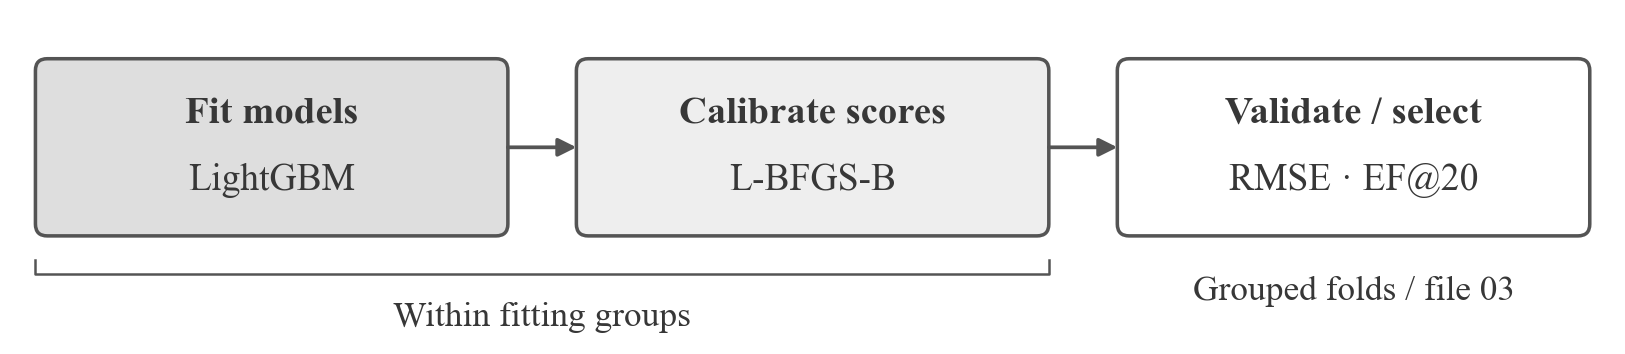 Fit models
LightGBM
Calibrate scores
L-BFGS-B
Validate / select
RMSE · EF@20
Within fitting groups
Grouped folds / file 03